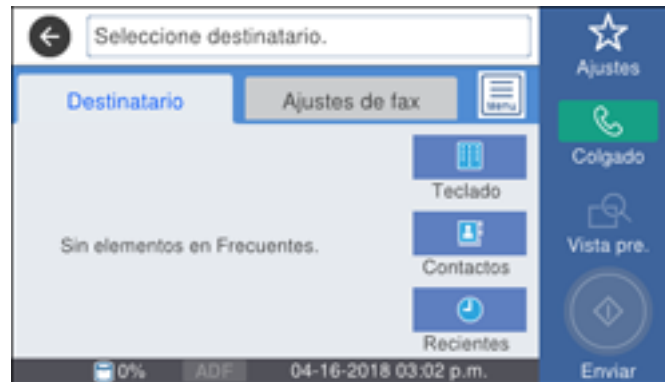 Seleccione destinatario.
Ajustes
Destinatario
Ajustes de fax
Menu
Colgado
Teclado
Vista pre.
Sin elementos en Frecuentes.
Contactos
Recientes
0%
ADF
04-16-2018 03:02 p.m.
Enviar